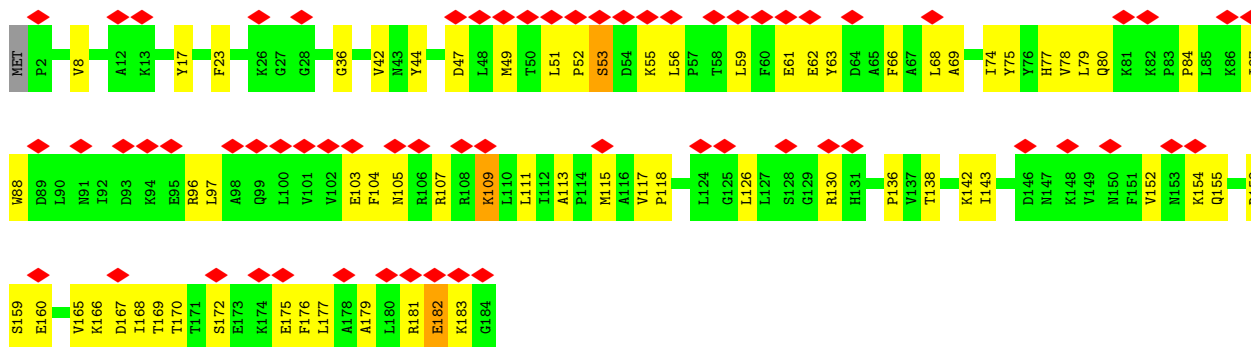 MET P2 V8 A12 K13 Y17 F23 K26 G27 G28 G36 V42 N43 Y44 D47 L48 M49 T50 L51 P52 S53 D54 K55 L56 P57 T58 L59 F60 E61 E62 Y63 D64 A65 F66 A67 L68 A69 I74 Y75 Y76 H77 V78 L79 Q80 K81 K82 P83 P84 L85 K86
W88 D89 L90 N91 I92 D93 K94 E95 R96 L97 A98 Q99 L100 V101 V102 E103 F104 N105 R106 R107 R108 K109 L110 L111 I112 A113 P114 M115 A116 V117 P118 L124 G125 L126 L127 S128 G129 R130 H131 P136 V137 T138 K142 I143 D146 N147 K148 V149 N150 F151 V152 N153 K154 Q155
S159 E160 V165 K166 D167 I168 T169 T170 T171 S172 E173 K174 E175 F176 L177 A178 A179 L180 R181 E182 K183 G184